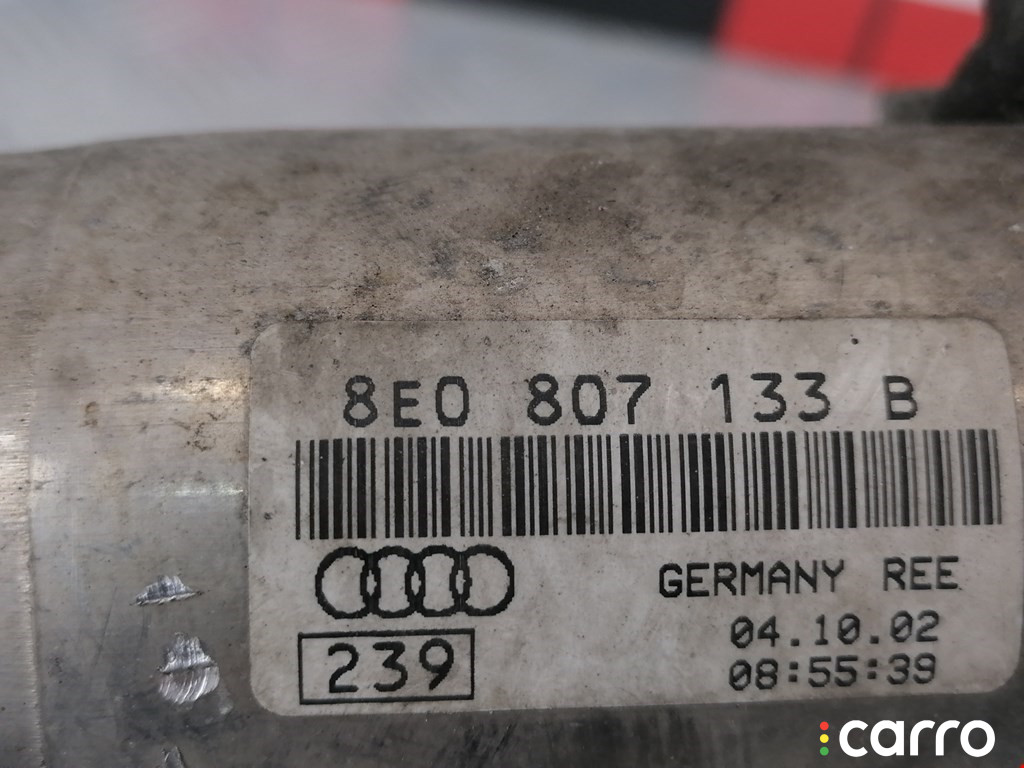 8E0 807 133 B
GERMANY REE
239
04.10.02
08:55:39
carro